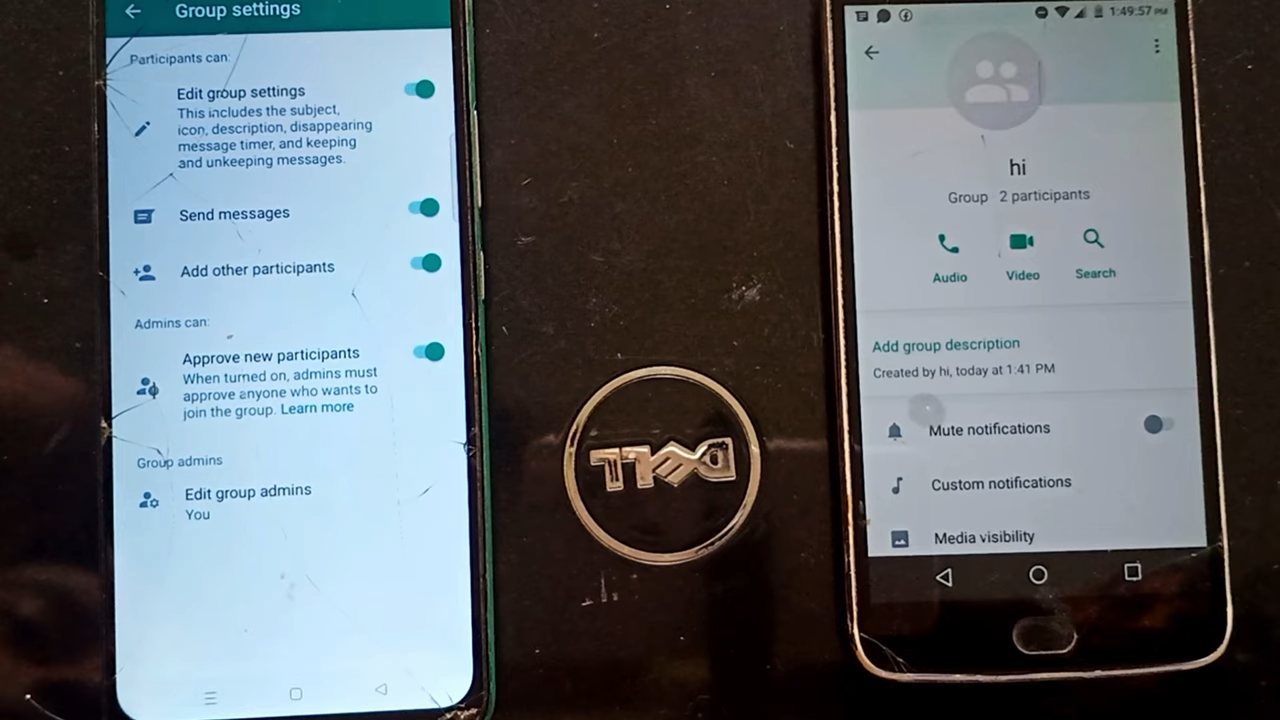 Group settings
Participants can:
Edit group settings
This includes the subject,
icon, description, disappearing
message timer, and keeping
and unkeeping messages.
Send messages
Add other participants
Admins can:
Approve new participants
When turned on, admins must
approve anyone who wants to
join the group. Learn more
Group admins
Edit group admins
You
DELL
1:49:57 PM
hi
Group 2 participants
Audio
Video
Search
Add group description
Created by hi, today at 1:41 PM
Mute notifications
Custom notifications
Media visibility